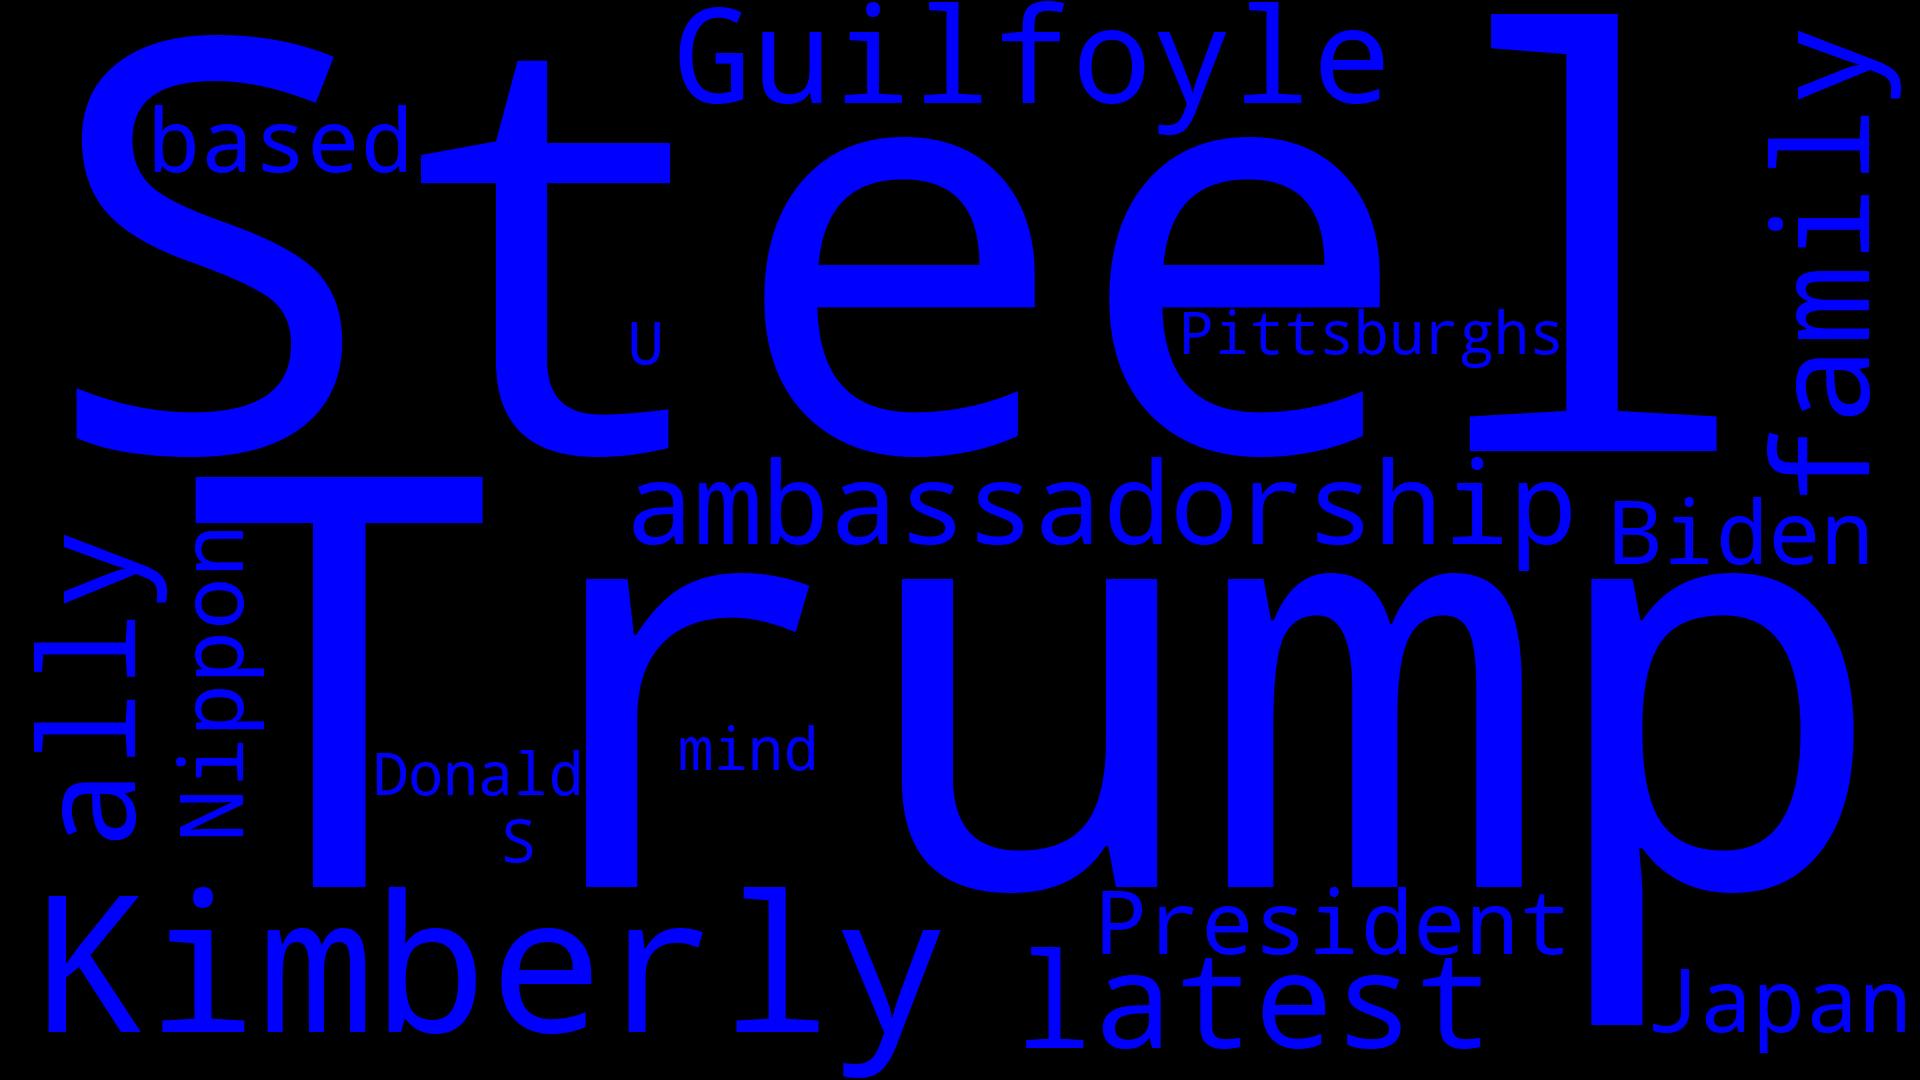 Guilfoyle
Steel
based
family
U
Pittsburghs
ambassadorship
Biden
Trump
ally
Nippon
Donald
mind
S
Kimberly
President
latest
Japan